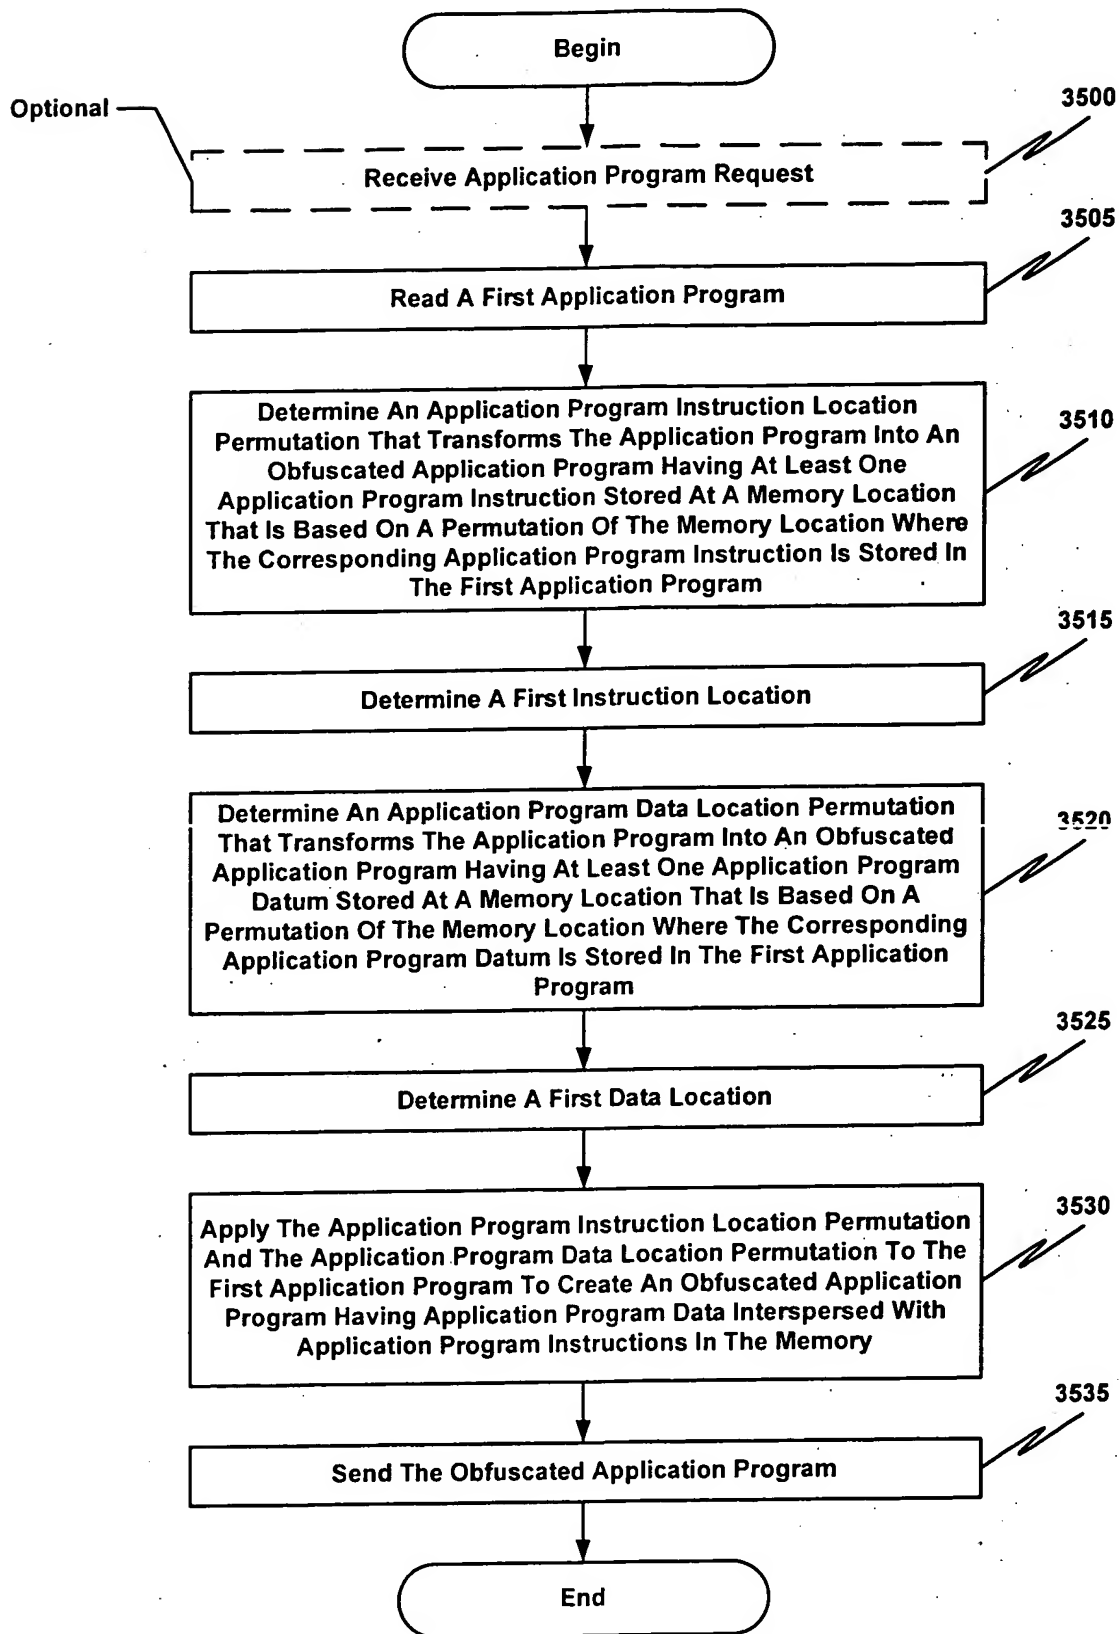 Begin
Optional
3500
Receive Application Program Request
3505
Read A First Application Program
3510
Determine An Application Program Instruction Location
Permutation That Transforms The Application Program Into An
Obfuscated Application Program Having At Least One
Application Program Instruction Stored At A Memory Location
That Is Based On A Permutation Of The Memory Location Where
The Corresponding Application Program Instruction Is Stored In
The First Application Program
3515
Determine A First Instruction Location
3520
Determine An Application Program Data Location Permutation
That Transforms The Application Program Into An Obfuscated
Application Program Having At Least One Application Program
Datum Stored At A Memory Location That Is Based On A
Permutation Of The Memory Location Where The Corresponding
Application Program Datum Is Stored In The First Application
Program
3525
Determine A First Data Location
3530
Apply The Application Program Instruction Location Permutation
And The Application Program Data Location Permutation To The
First Application Program To Create An Obfuscated Application
Program Having Application Program Data Interspersed With
Application Program Instructions In The Memory
3535
Send The Obfuscated Application Program
End